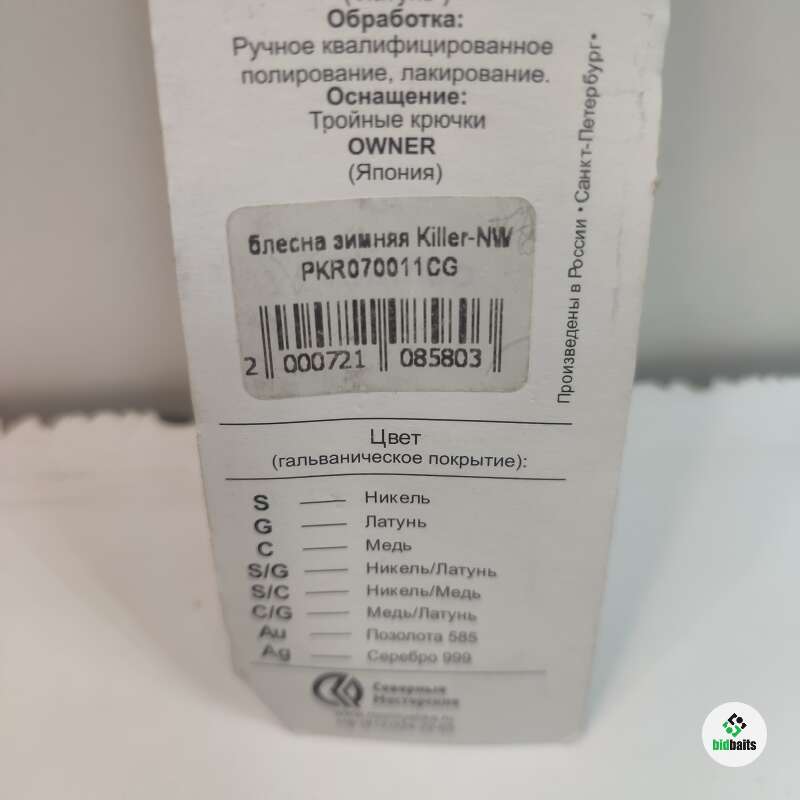 Обработка:
Ручное квалифицированное
полирование, лакирование.
Оснащение:
Тройные крючки
OWNER
(Япония)
блесна зимняя Killer-NW
PKR070011CG
2 000721 085803
Произведены в России • Санкт-Петербург •
Цвет
(гальваническое покрытие):
S — Никель
G — Латунь
C — Медь
S/G — Никель/Латунь
S/C — Никель/Медь
C/G — Медь/Латунь
Au — Позолота 585
Ag — Серебро 999
Северные
Мастерские
bidbaits